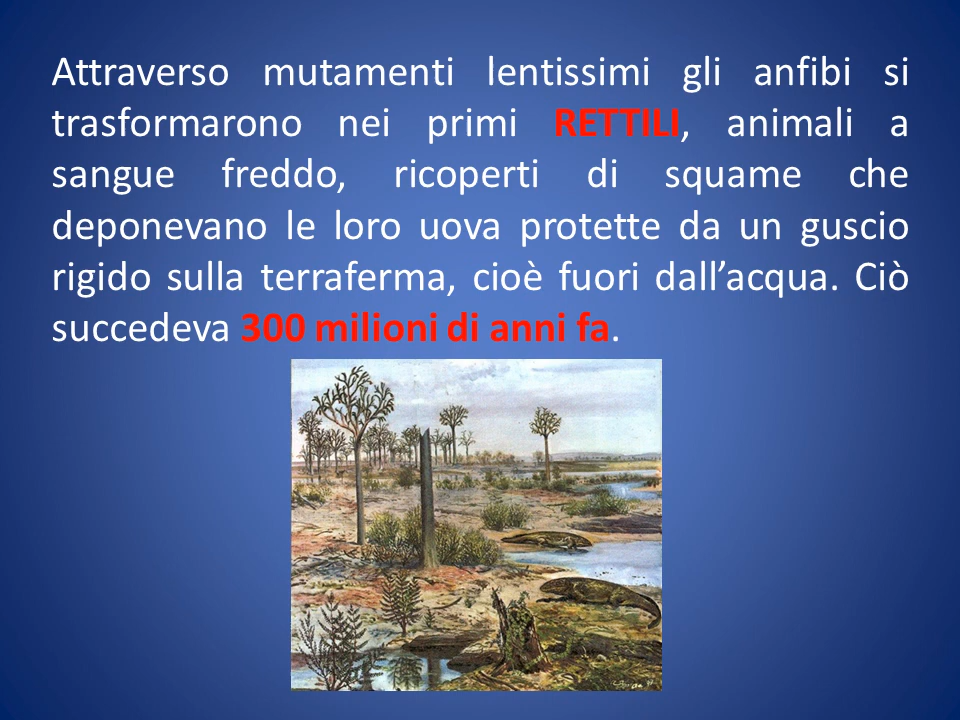 Attraverso mutamenti lentissimi gli anfibi si
trasformarono nei primi RETTILI, animali a
sangue freddo, ricoperti di squame che
deponevano le loro uova protette da un guscio
rigido sulla terraferma, cioè fuori dall’acqua. Ciò
succedeva 300 milioni di anni fa.